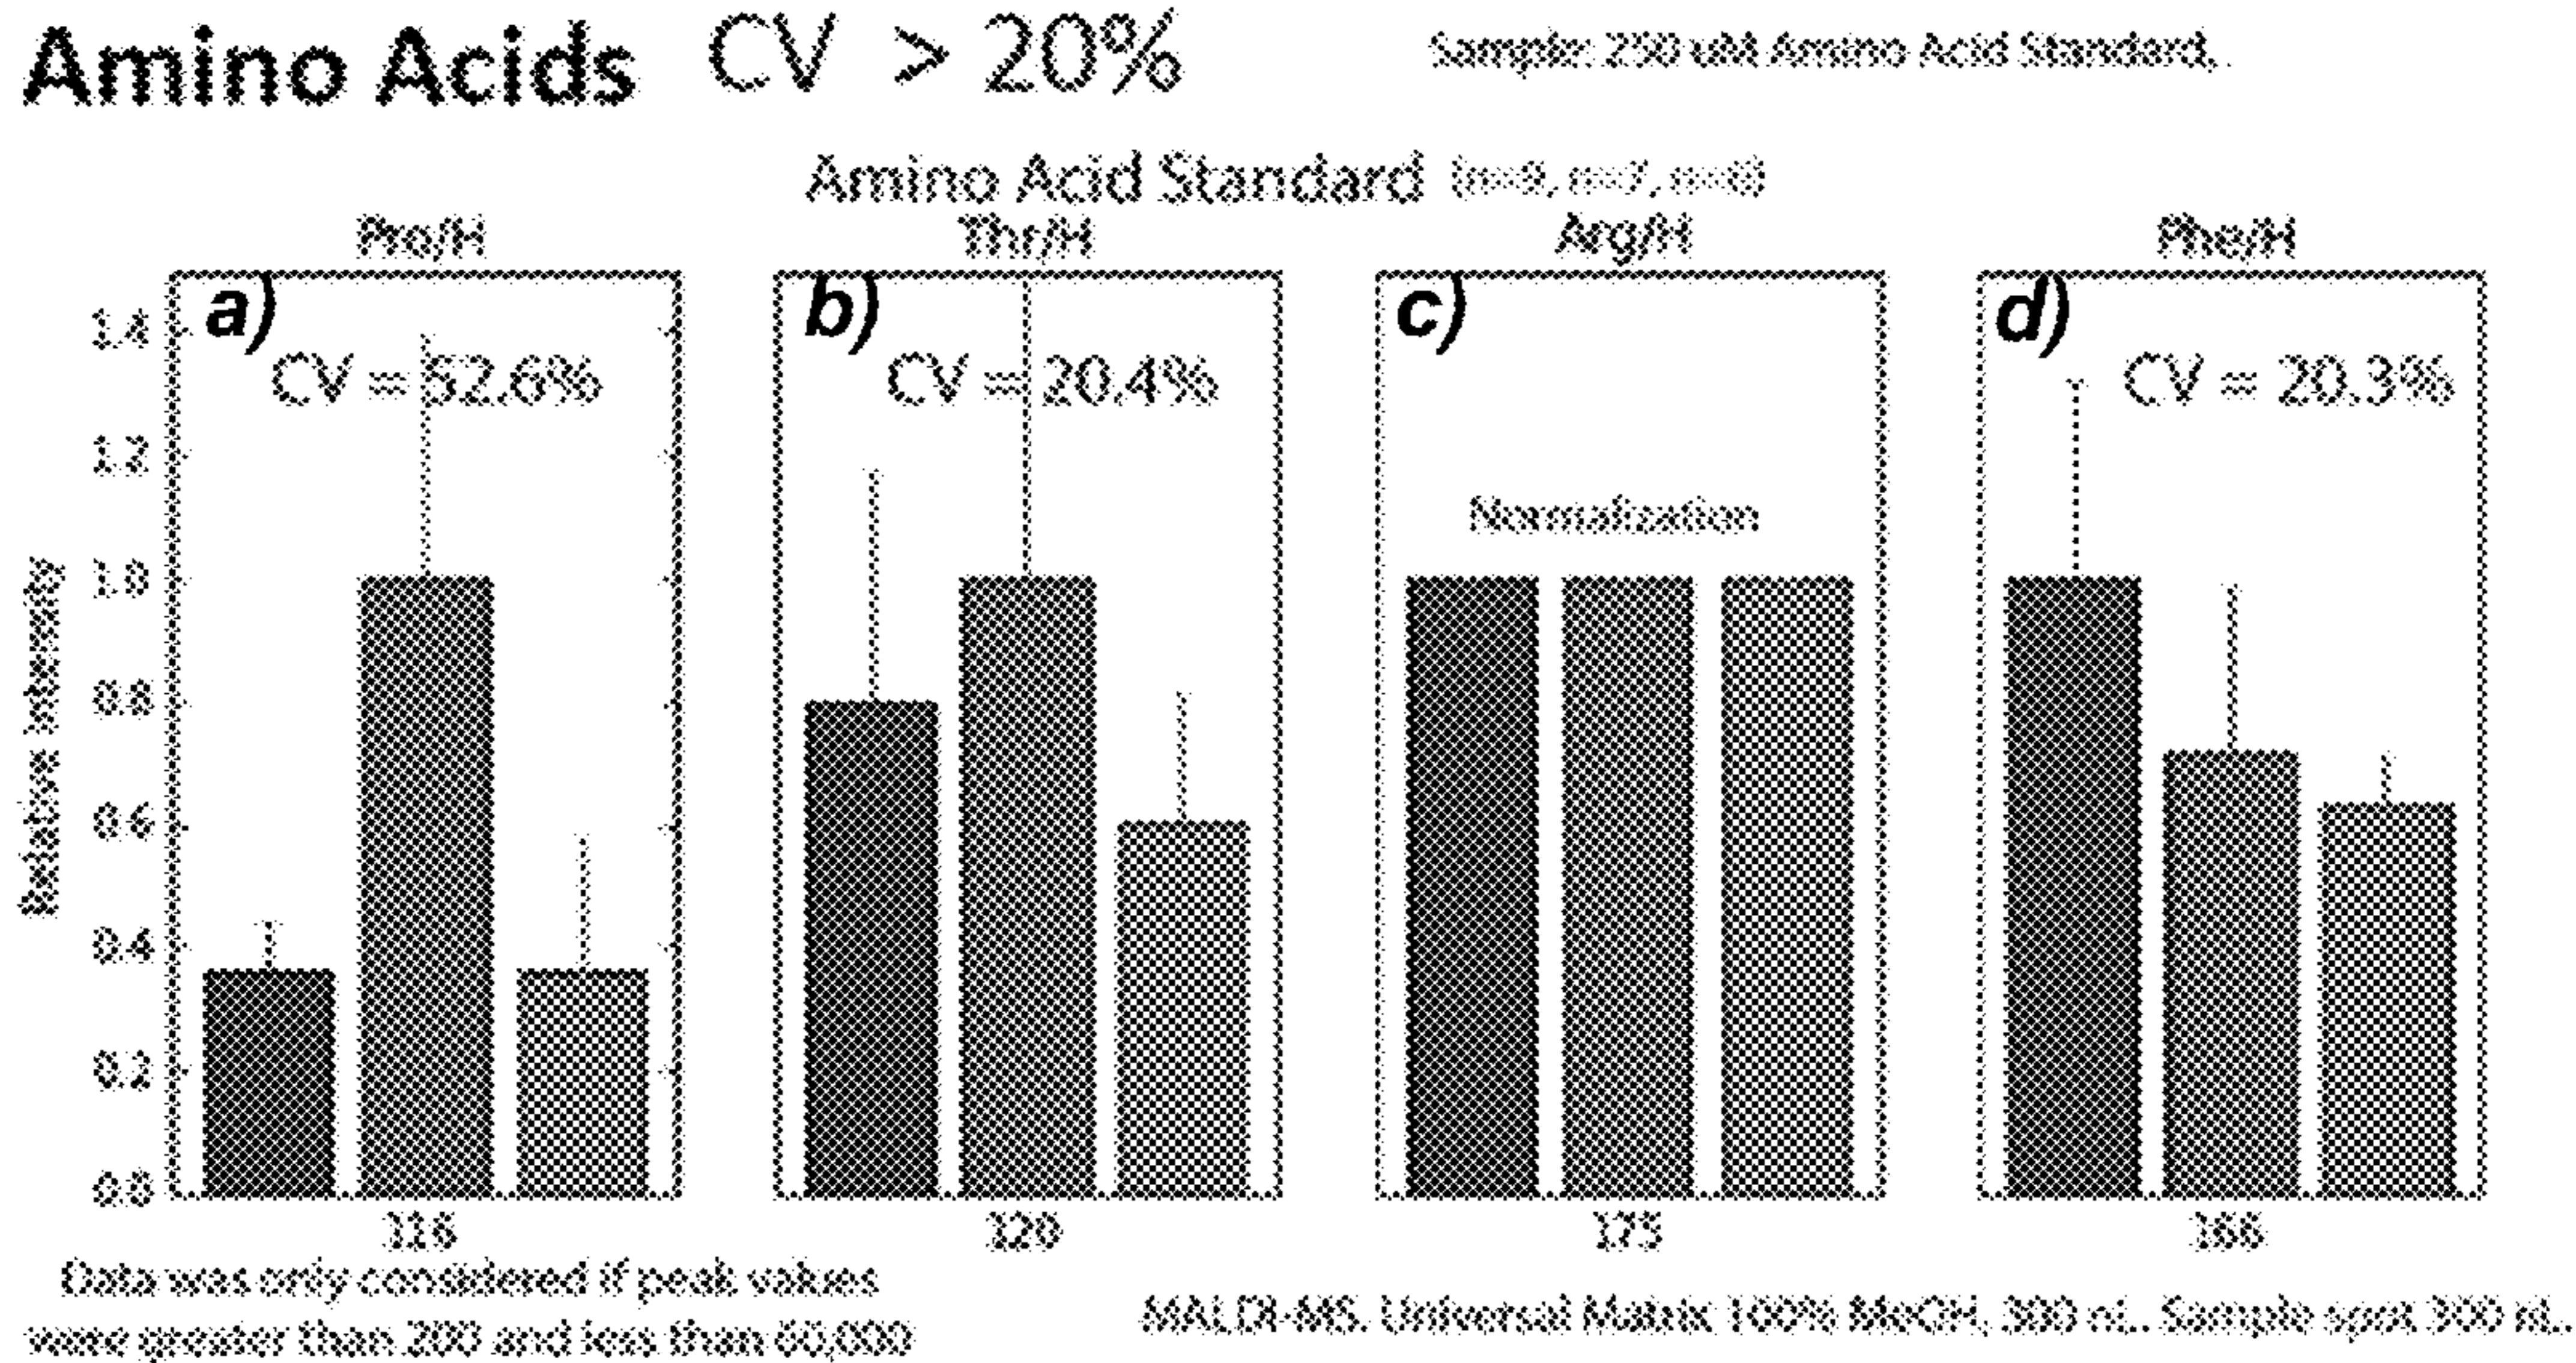 Amino Acids CV > 20% Sample: 250 uM Amino Acid Standard,
Amino Acid Standard (n=9, n=7, n=6)
Pro/H Thr/H Arg/H Phe/H
a) b) c) d)
CV = 52.6% CV = 20.4% CV = 20.3%
Normalization
Relative Intensity
1.4
1.2
1.0
0.8
0.6
0.4
0.2
0.0
116 120 175 166
Data was only considered if peak values
were greater than 200 and less than 60,000
MALDI-MS. Universal Matrix 100% MeOH, 300 nL. Sample spot 300 nL.